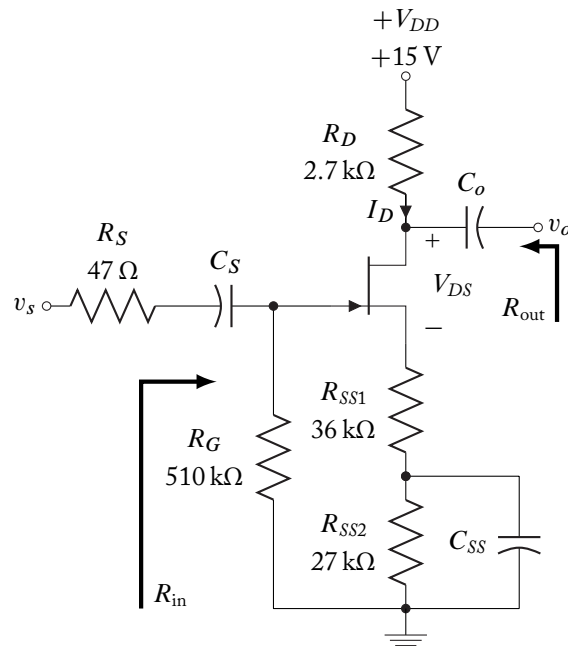 +V_DD
+15 V
R_D
2.7 kΩ
I_D
C_o
v_o
+
R_S
47 Ω
C_S
v_s
V_DS
R_out
−
R_SS1
36 kΩ
R_G
510 kΩ
R_SS2
27 kΩ
C_SS
R_in